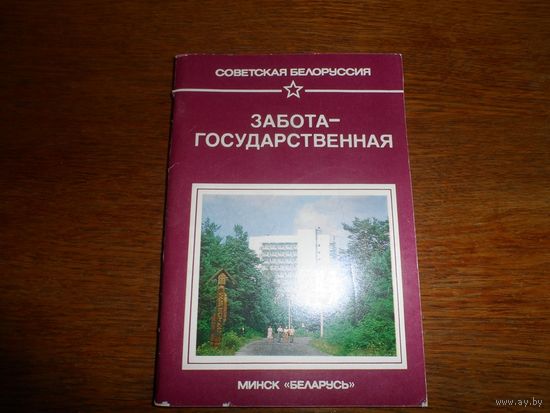 СОВЕТСКАЯ БЕЛОРУССИЯ
ЗАБОТА–
ГОСУДАРСТВЕННАЯ
МИНСК «БЕЛАРУСЬ»
www.ay.by